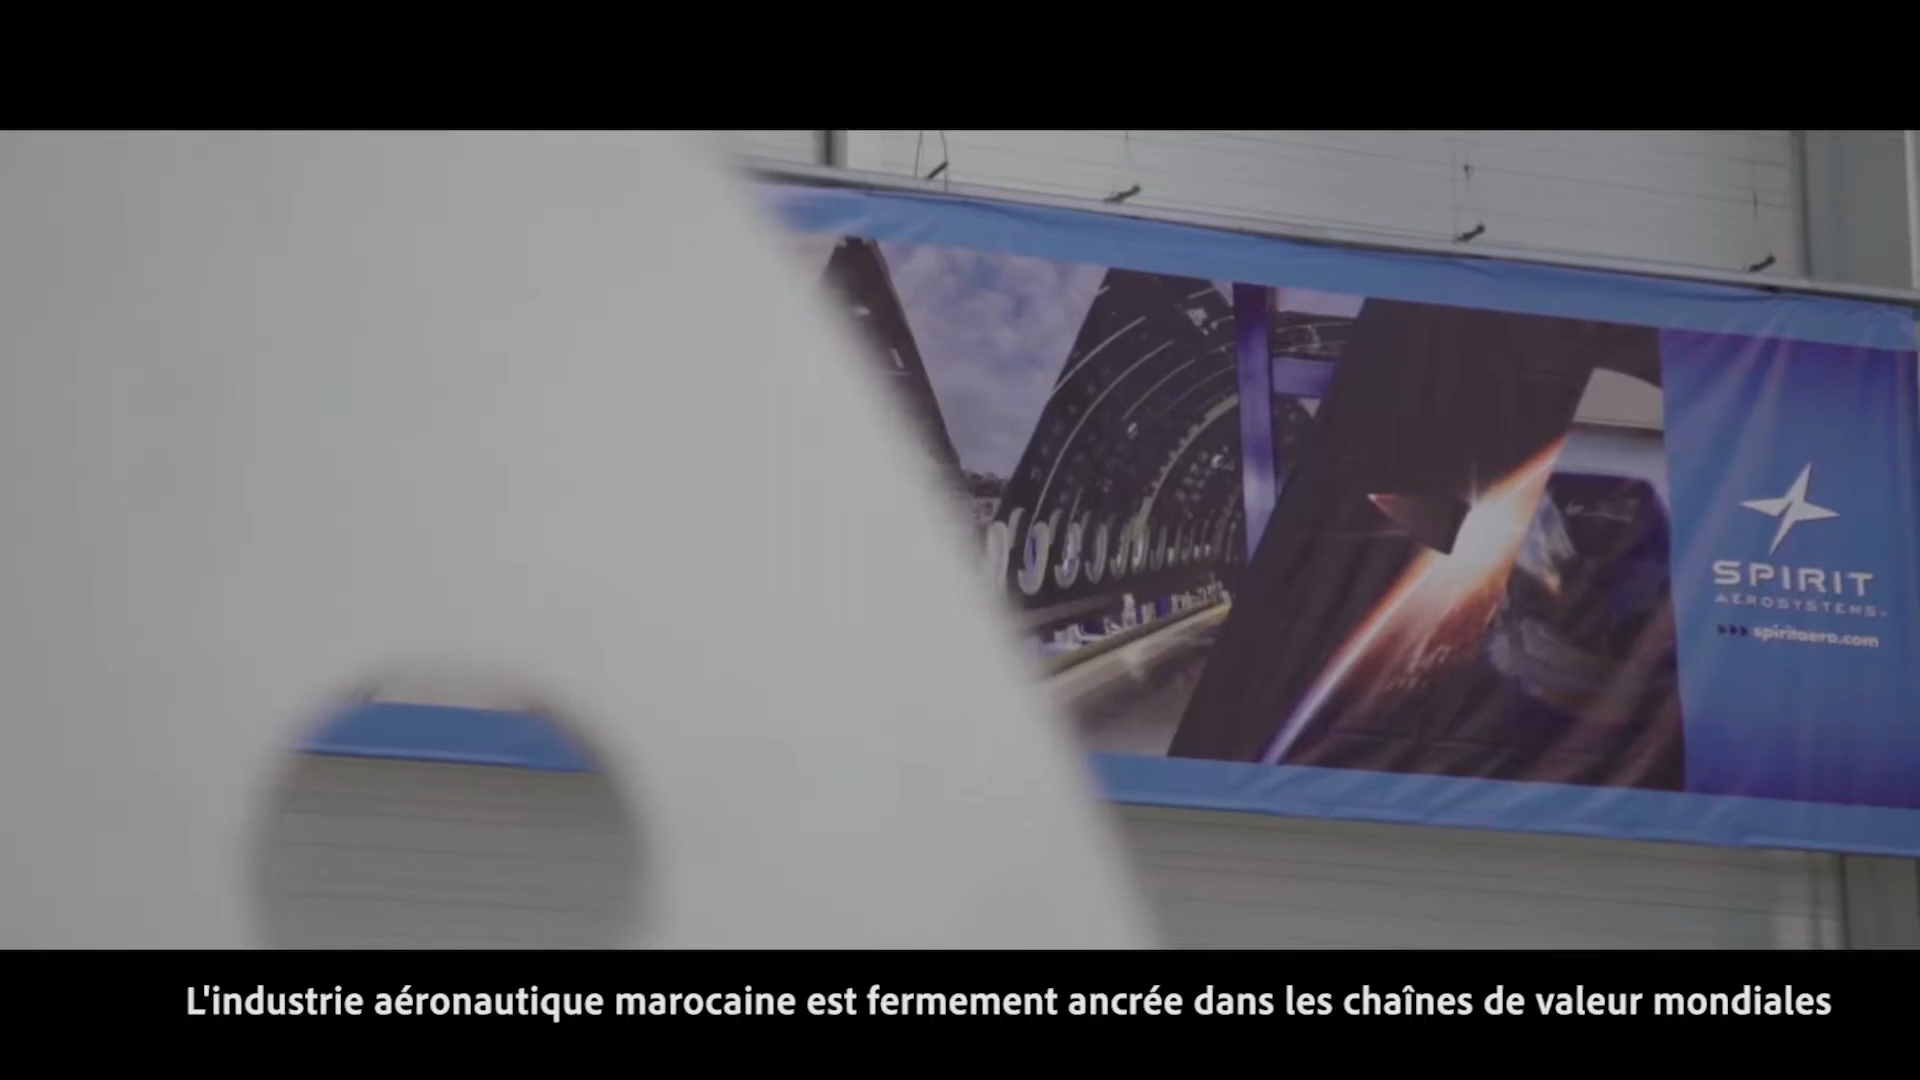 SPIRIT
AEROSYSTEMS
spiritaero.com
L'industrie aéronautique marocaine est fermement ancrée dans les chaînes de valeur mondiales